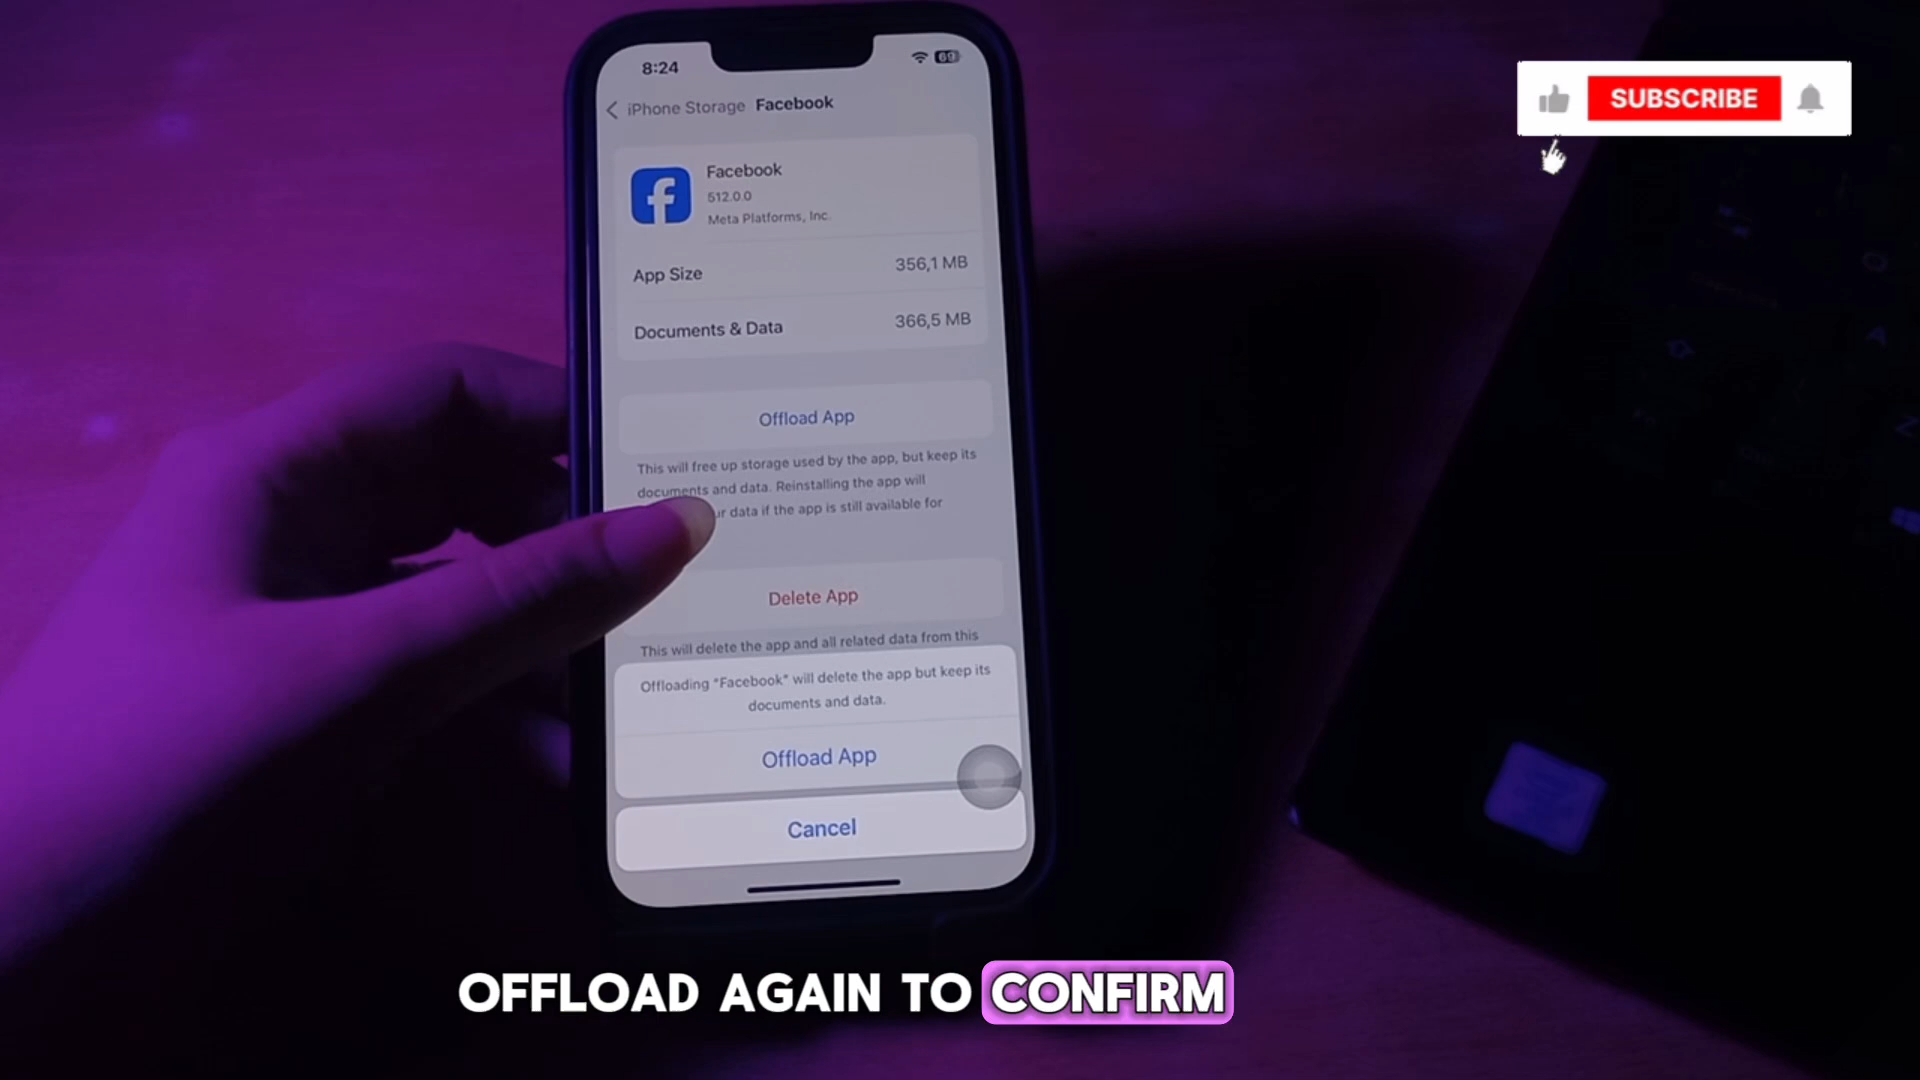 8:24
69
iPhone Storage Facebook
SUBSCRIBE
Facebook
512.0.0
Meta Platforms, Inc.
App Size 356,1 MB
Documents & Data 366,5 MB
Offload App
This will free up storage used by the app, but keep its
documents and data. Reinstalling the app will
data if the app is still available for
Delete App
This will delete the app and all related data from this
Offloading "Facebook" will delete the app but keep its
documents and data.
Offload App
Cancel
OFFLOAD AGAIN TO CONFIRM